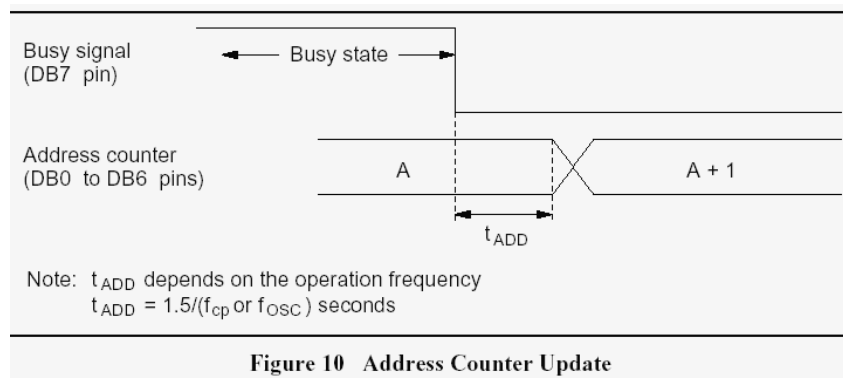 Busy signal
(DB7 pin)
Busy state
Address counter
(DB0 to DB6 pins)
A
A + 1
tADD
Note: tADD depends on the operation frequency
tADD = 1.5/(fcp or fOSC) seconds
Figure 10 Address Counter Update